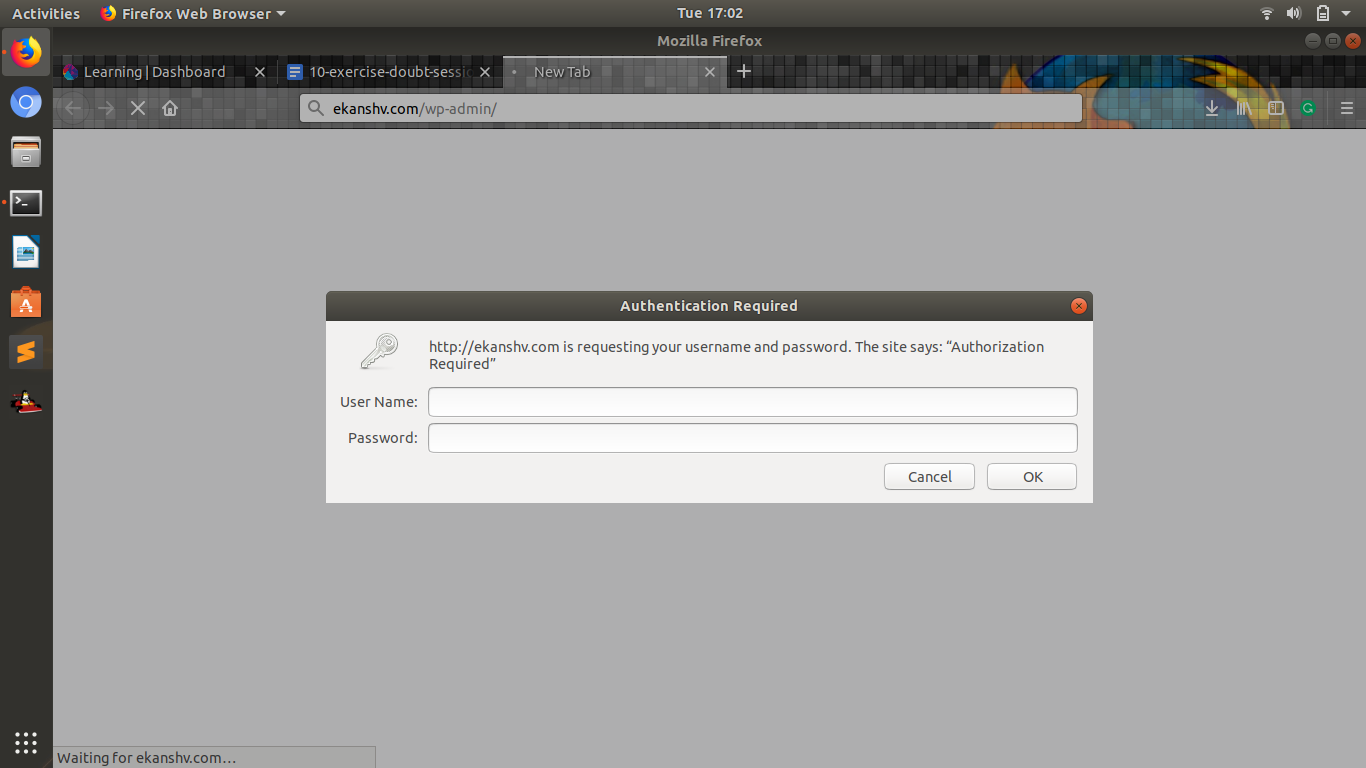 Activities Firefox Web Browser Tue 17:02
Mozilla Firefox
Learning | Dashboard 10-exercise-doubt-sessio New Tab
ekanshv.com/wp-admin/
Authentication Required
http://ekanshv.com is requesting your username and password. The site says: “Authorization
Required”
User Name:
Password:
Cancel OK
Waiting for ekanshv.com…